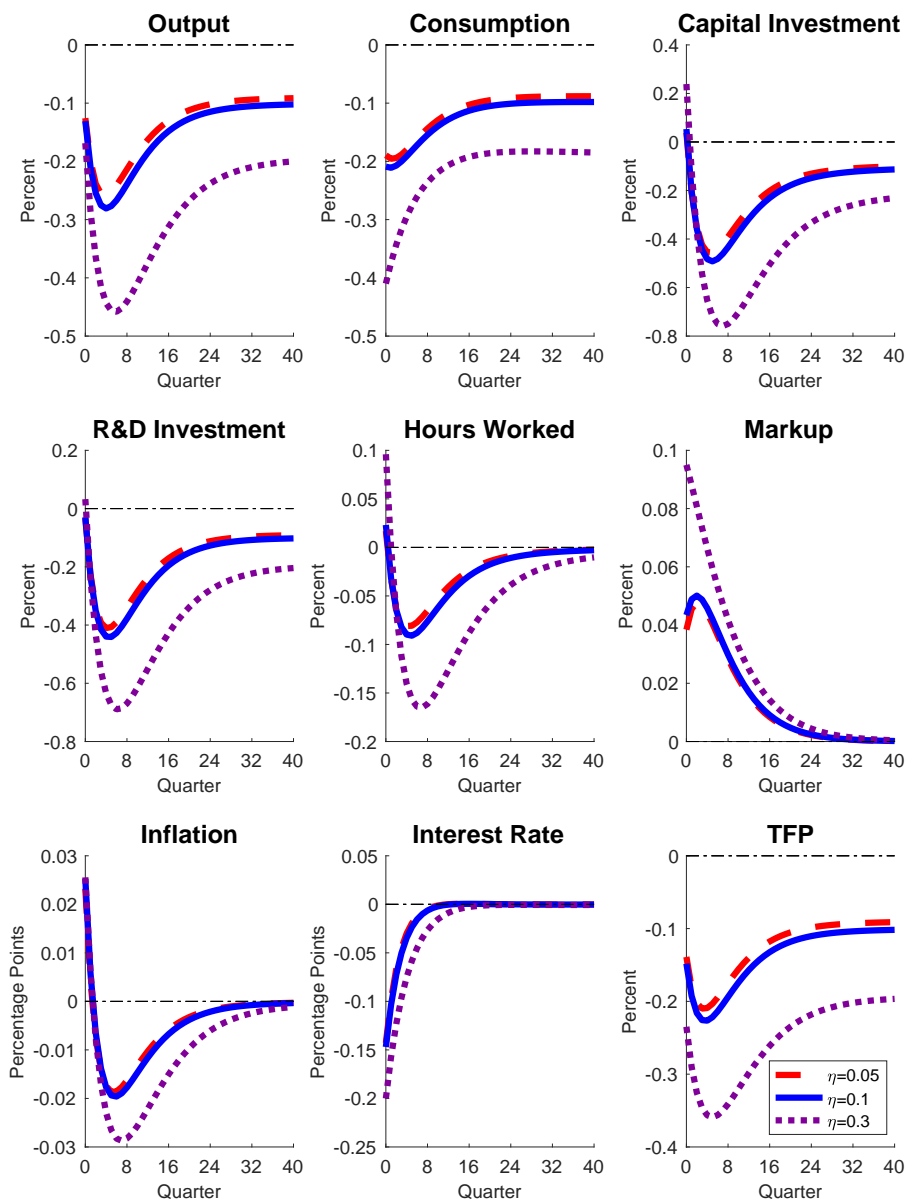 Output
Percent
0
-0.1
-0.2
-0.3
-0.4
-0.5
0 8 16 24 32 40
Quarter
Consumption
Percent
0
-0.1
-0.2
-0.3
-0.4
-0.5
0 8 16 24 32 40
Quarter
Capital Investment
Percent
0.4
0.2
0
-0.2
-0.4
-0.6
-0.8
0 8 16 24 32 40
Quarter
R&D Investment
Percent
0.2
0
-0.2
-0.4
-0.6
-0.8
0 8 16 24 32 40
Quarter
Hours Worked
Percent
0.1
0.05
0
-0.05
-0.1
-0.15
-0.2
0 8 16 24 32 40
Quarter
Markup
Percent
0.1
0.08
0.06
0.04
0.02
0
0 8 16 24 32 40
Quarter
Inflation
Percentage Points
0.03
0.02
0.01
0
-0.01
-0.02
-0.03
0 8 16 24 32 40
Quarter
Interest Rate
Percentage Points
0.05
0
-0.05
-0.1
-0.15
-0.2
-0.25
0 8 16 24 32 40
Quarter
TFP
Percent
0
-0.1
-0.2
-0.3
-0.4
0 8 16 24 32 40
Quarter
η=0.05
η=0.1
η=0.3